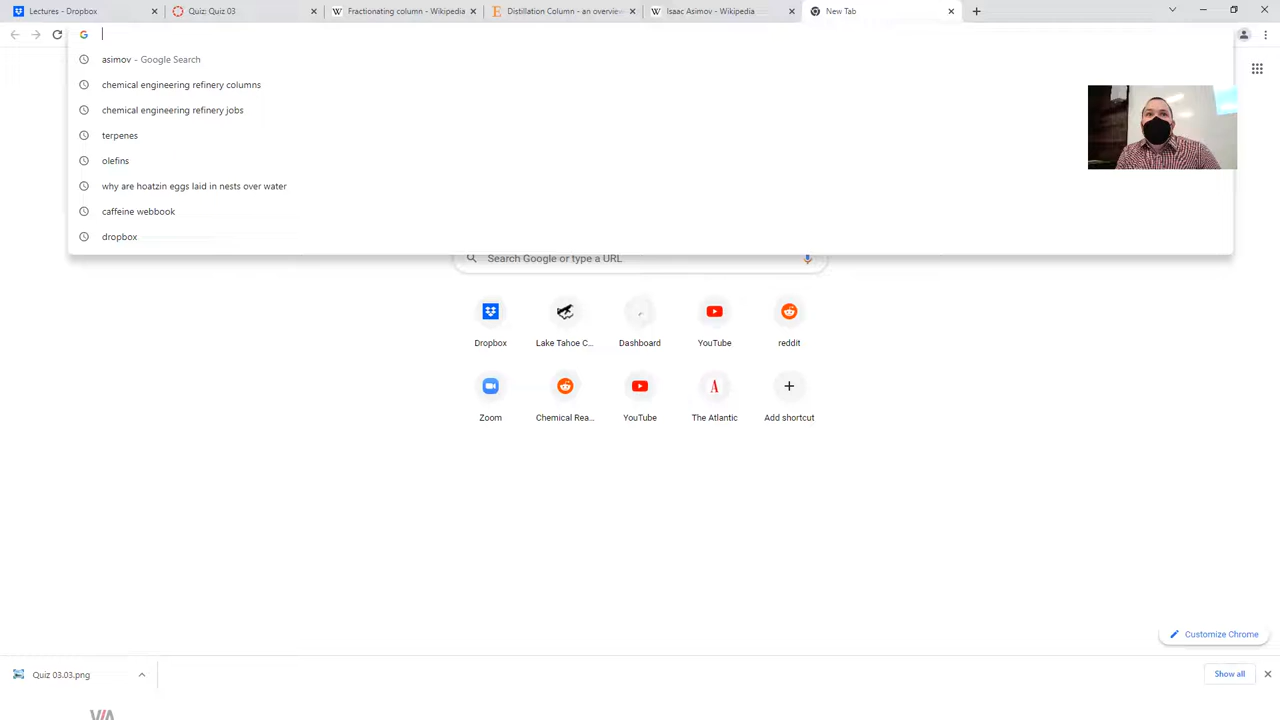 Lectures - Dropbox
Quiz: Quiz 03
Fractionating column - Wikipedia
Distillation Column - an overview
Isaac Asimov - Wikipedia
New Tab
asimov - Google Search
chemical engineering refinery columns
chemical engineering refinery jobs
terpenes
olefins
why are hoatzin eggs laid in nests over water
caffeine webbook
dropbox
Search Google or type a URL
Dropbox
Lake Tahoe C...
Dashboard
YouTube
reddit
Zoom
Chemical Rea...
YouTube
The Atlantic
Add shortcut
Customize Chrome
Quiz 03.03.png
Show all